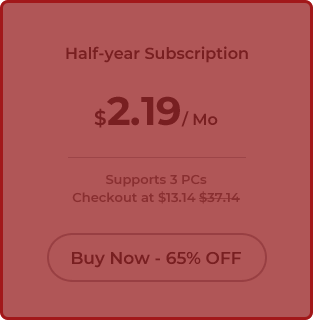 Half-year Subscription
$2.19/ Mo
Supports 3 PCs
Checkout at $13.14 $37.14
Buy Now - 65% OFF